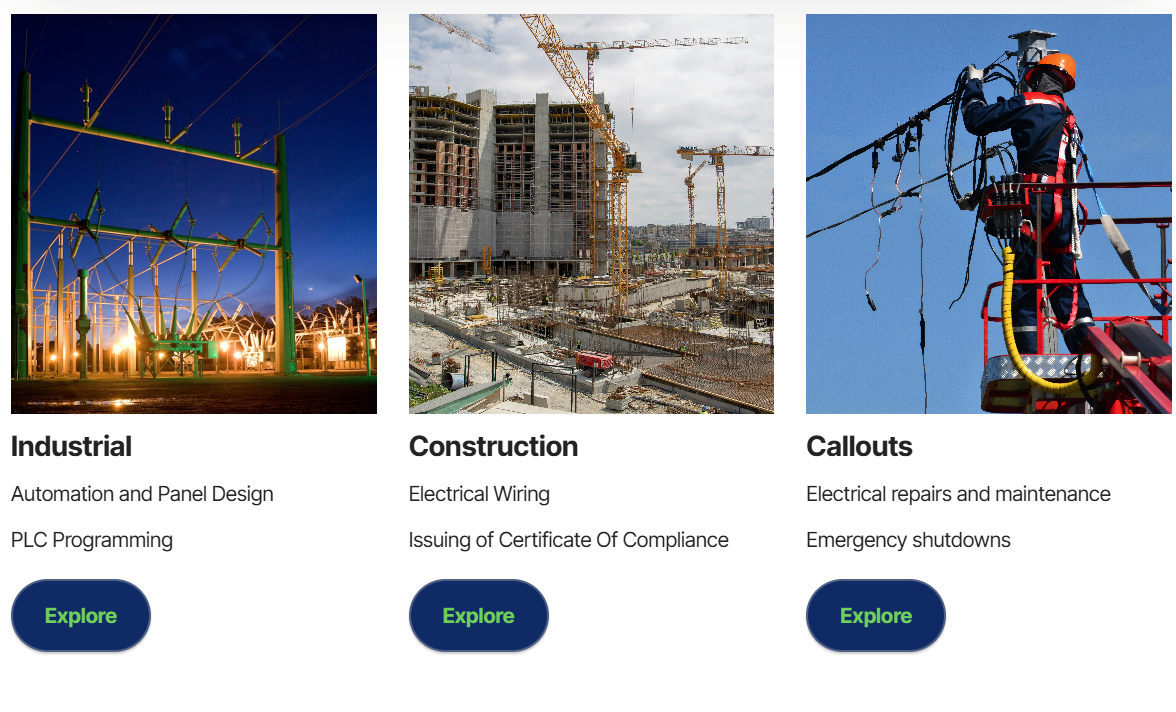 Industrial
Automation and Panel Design
PLC Programming
Explore
Construction
Electrical Wiring
Issuing of Certificate Of Compliance
Explore
Callouts
Electrical repairs and maintenance
Emergency shutdowns
Explore